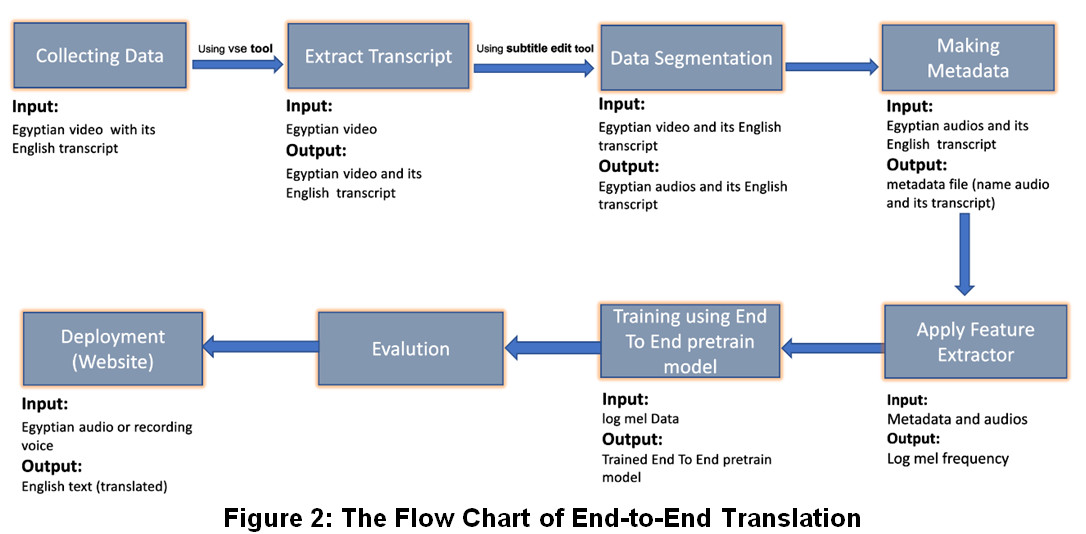 Collecting Data
Using vse tool
Extract Transcript
Using subtitle edit tool
Data Segmentation
Making
Metadata
Input:
Egyptian video with its
English transcript
Input:
Egyptian video
Output:
Egyptian video and its
English transcript
Input:
Egyptian video and its English
transcript
Output:
Egyptian audios and its English
transcript
Input:
Egyptian audios and its
English transcript
Output:
metadata file (name audio
and its transcript)
Apply Feature
Extractor
Input:
Metadata and audios
Output:
Log mel frequency
Training using End
To End pretrain
model
Input:
log mel Data
Output:
Trained End To End pretrain
model
Evalution
Deployment
(Website)
Input:
Egyptian audio or recording
voice
Output:
English text (translated)
Figure 2: The Flow Chart of End-to-End Translation